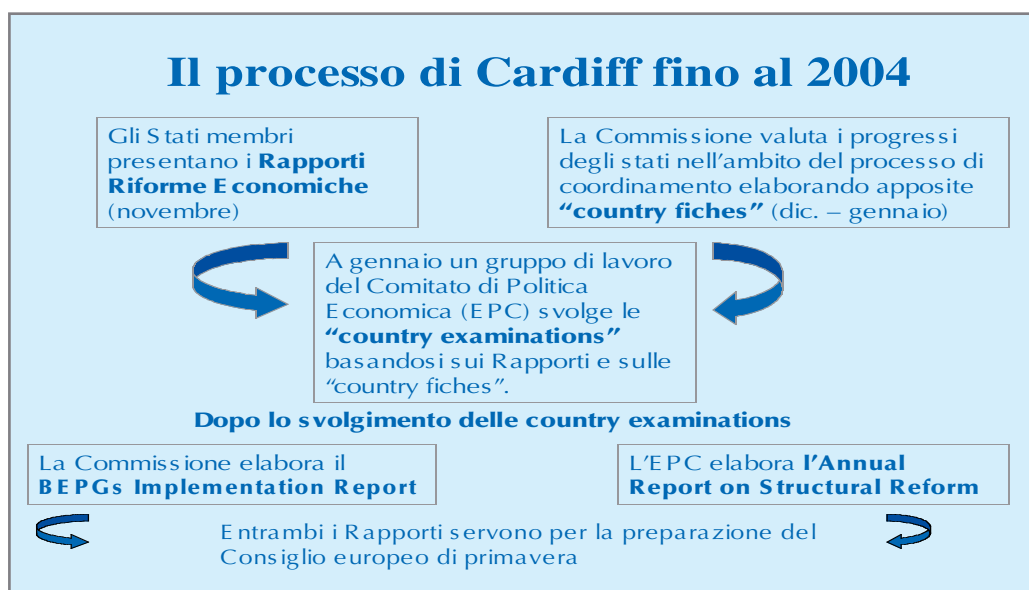 Il processo di Cardiff fino al 2004
Gli Stati membri
presentano i Rapporti
Riforme Economiche
(novembre)
La Commissione valuta i progressi
degli stati nell’ambito del processo di
coordinamento elaborando apposite
“country fiches” (dic. – gennaio)
A gennaio un gruppo di lavoro
del Comitato di Politica
Economica (EPC) svolge le
“country examinations”
basandosi sui Rapporti e sulle
“country fiches”.
Dopo lo svolgimento delle country examinations
La Commissione elabora il
BEPGs Implementation Report
L’EPC elabora l’Annual
Report on Structural Reform
Entrambi i Rapporti servono per la preparazione del
Consiglio europeo di primavera